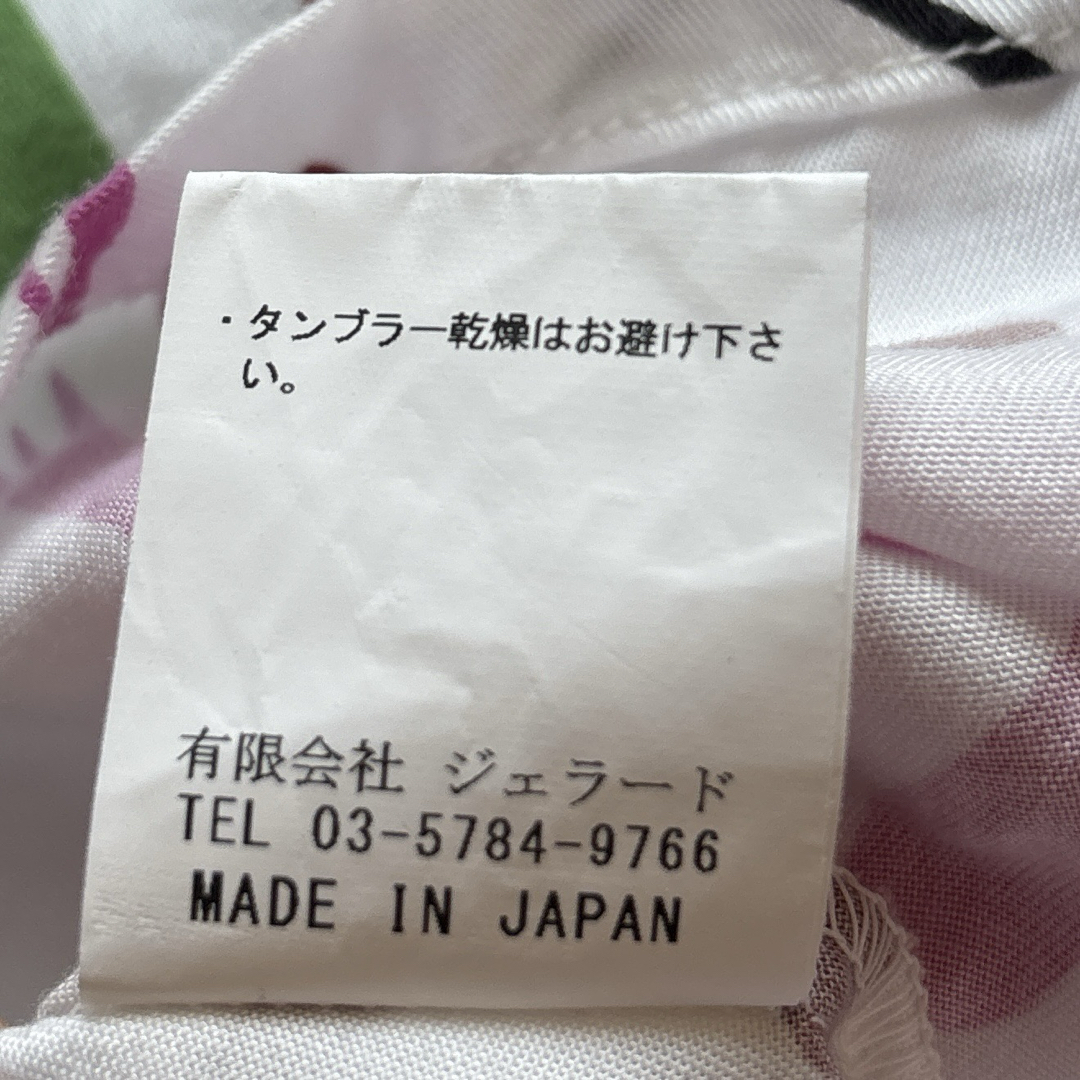 ・タンブラー乾燥はお避け下さ
い。
有限会社 ジェラード
TEL 03-5784-9766
MADE IN JAPAN